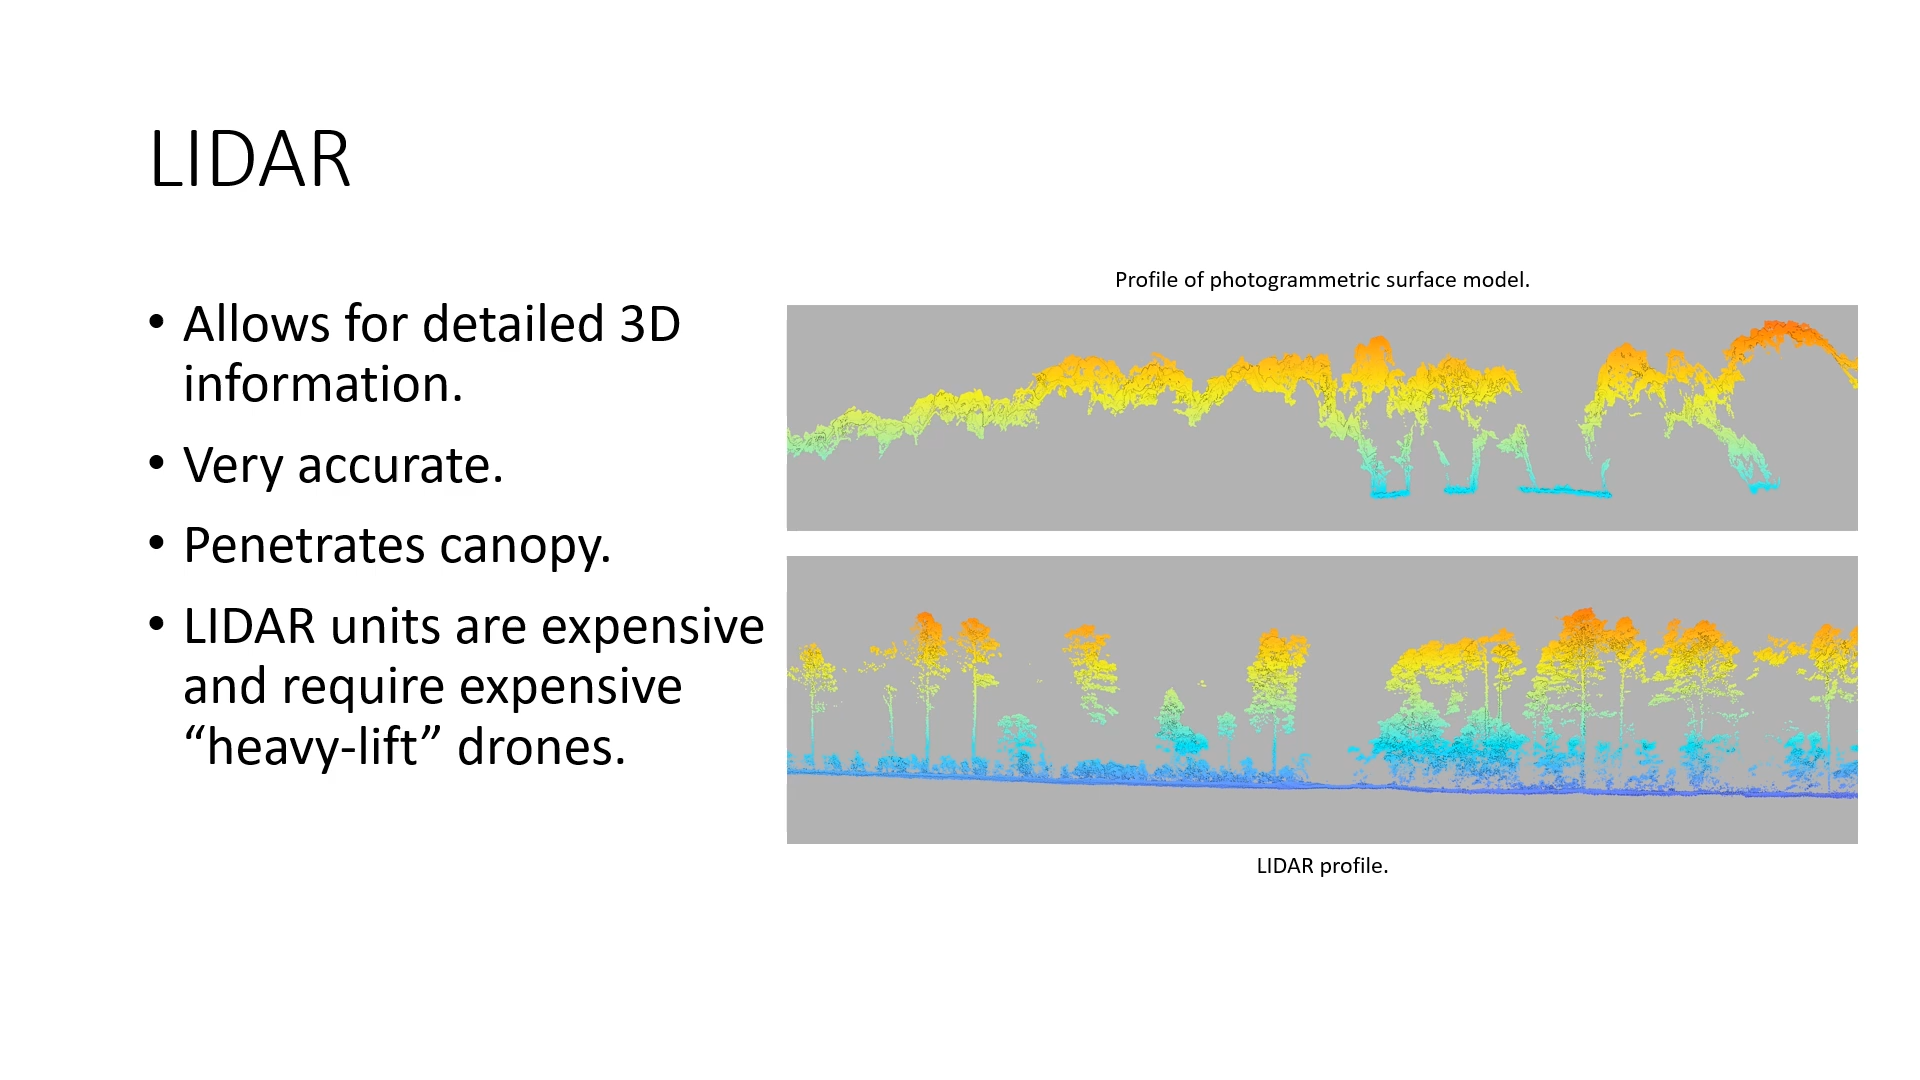 LIDAR
• Allows for detailed 3D
information.
• Very accurate.
• Penetrates canopy.
• LIDAR units are expensive
and require expensive
“heavy-lift” drones.
Profile of photogrammetric surface model.
LIDAR profile.